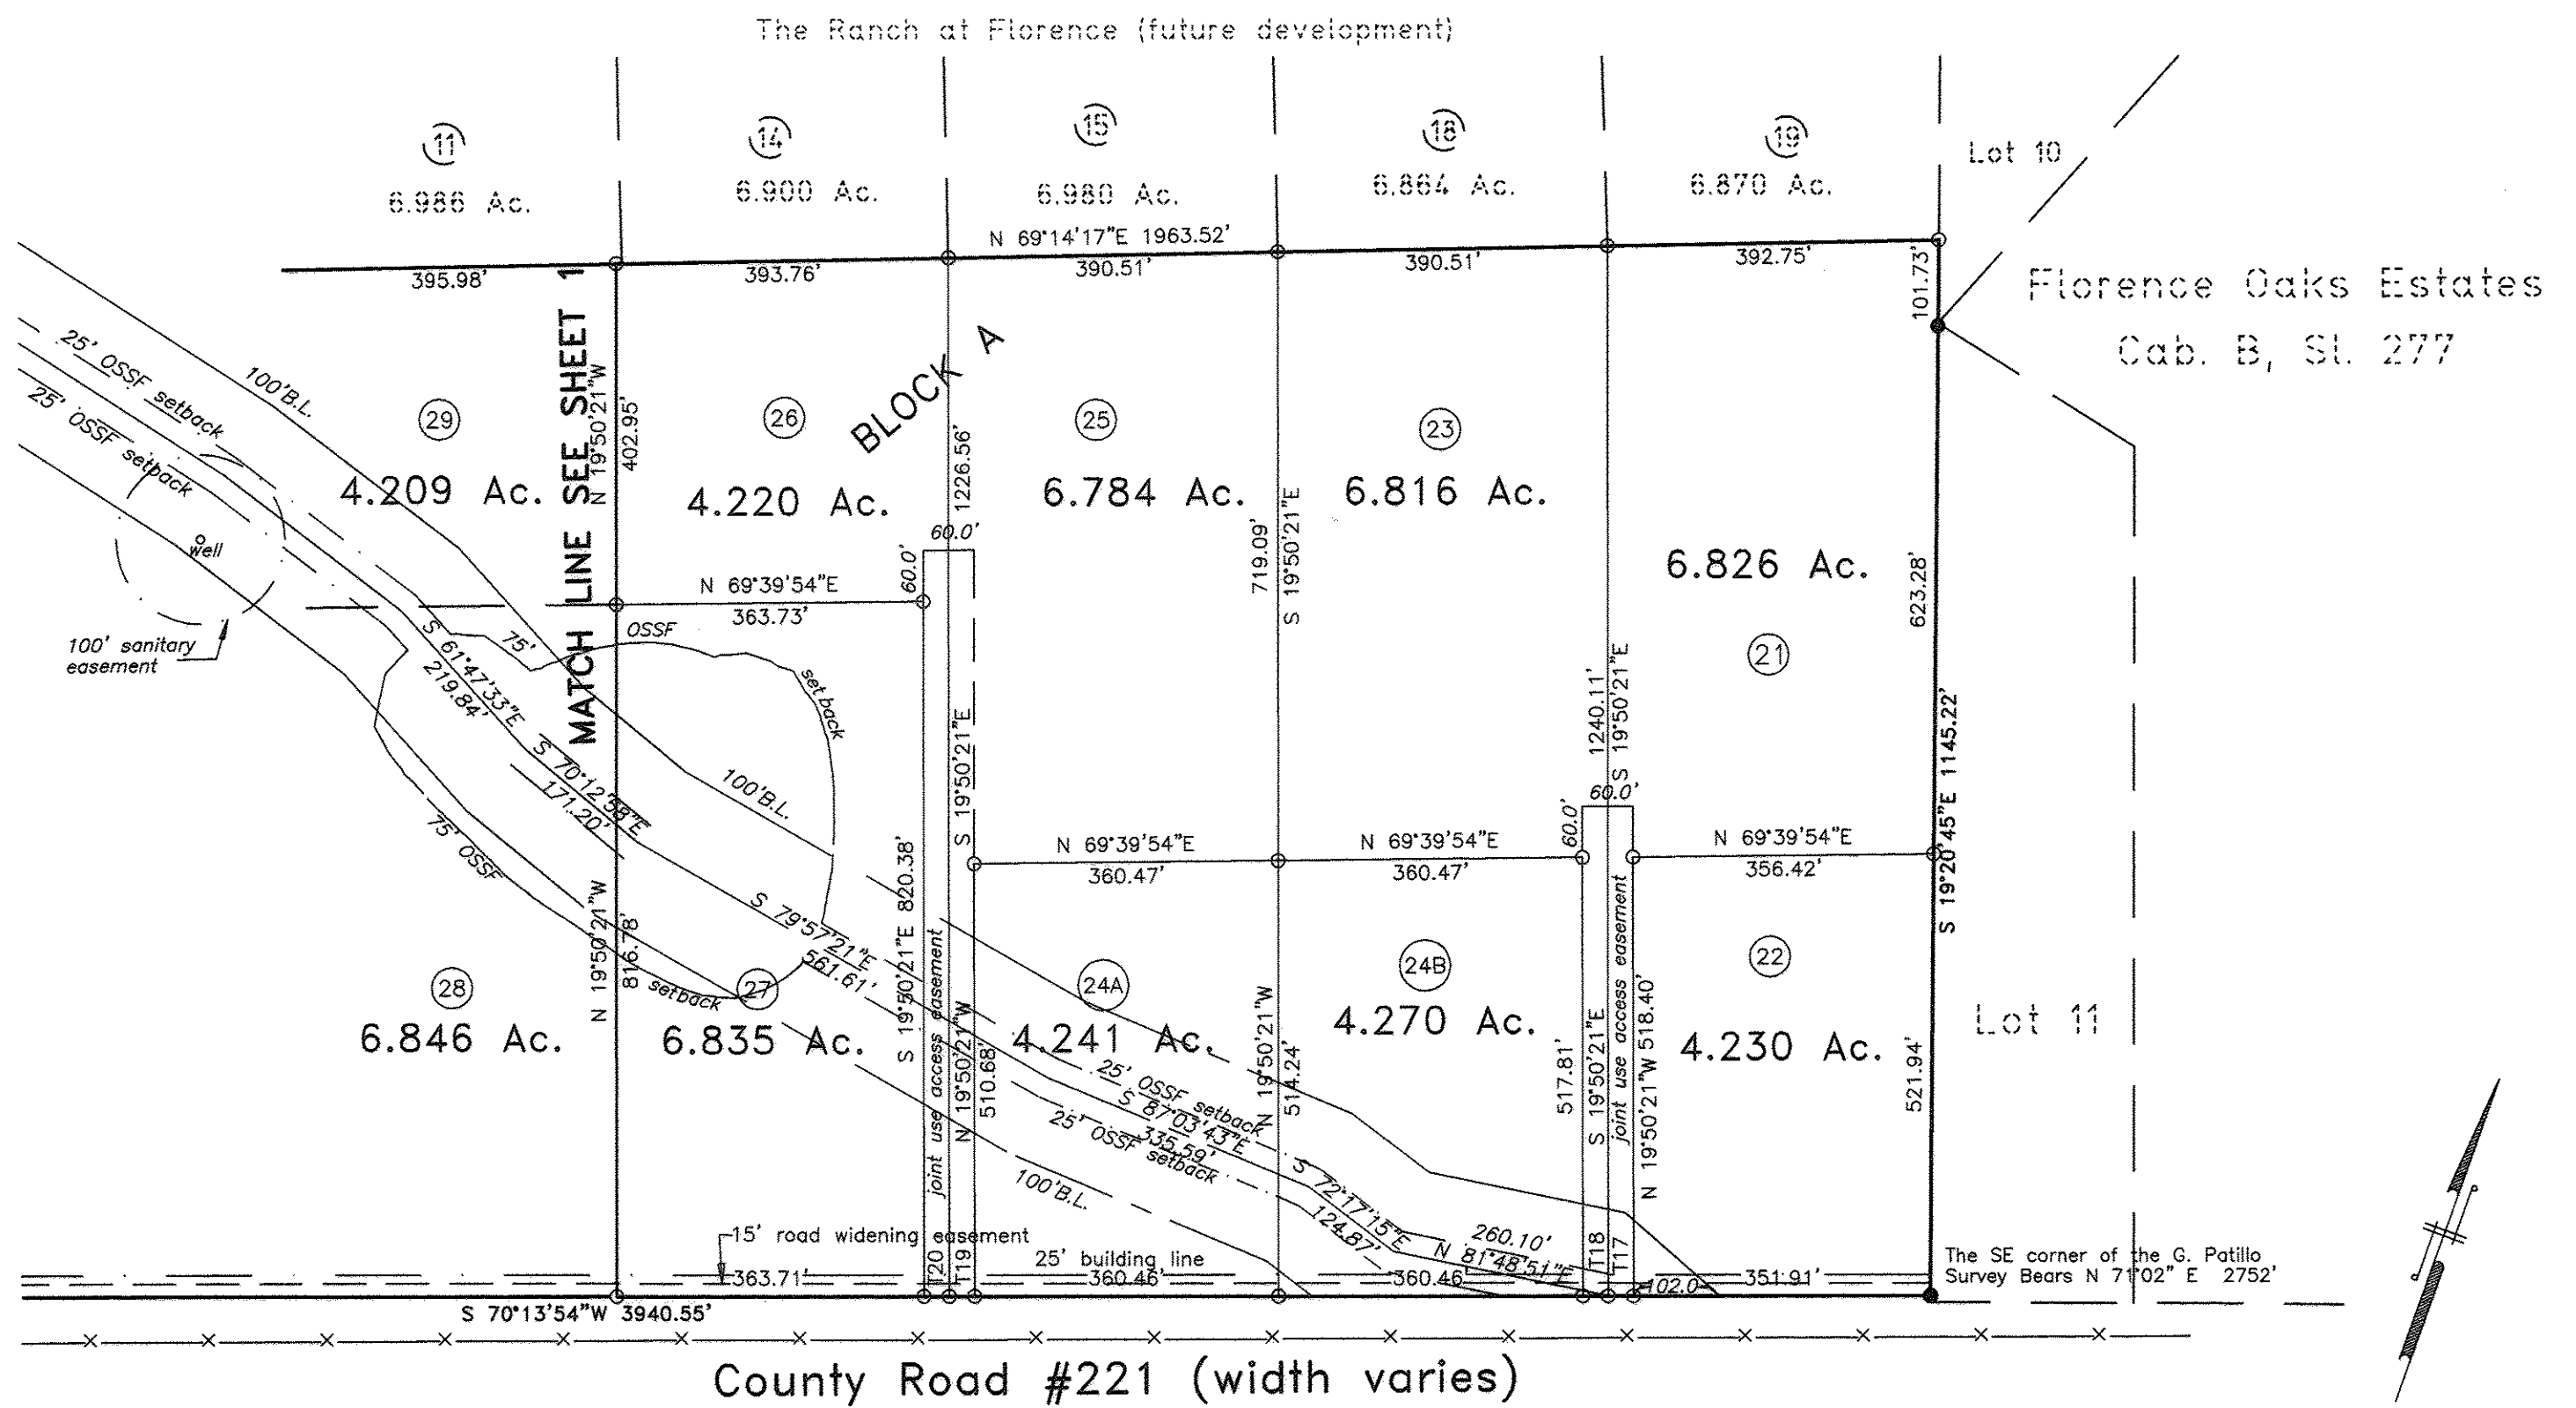 The Ranch at Florence (future development)
11
6.986 Ac.
14
6.900 Ac.
15
6.980 Ac.
18
6.864 Ac.
19
6.870 Ac.
Lot 10
N 69°14'17"E 1963.52'
395.98'
393.76'
390.51'
390.51'
392.75'
101.73'
Florence Oaks Estates
Cab. B, Sl. 277
MATCH LINE SEE SHEET 1
N 19°50'21"W
402.95'
BLOCK A
25' OSSF setback
25' OSSF setback
100'B.L.
29
4.209 Ac.
26
4.220 Ac.
25
6.784 Ac.
23
6.816 Ac.
6.826 Ac.
21
1226.56'
S 19°50'21"E
719.09'
S 19°50'21"E
1240.11'
S 19°50'21"E
623.28'
S 19°20'45"E 1145.22'
well
100' sanitary
easement
60.0'
60.0'
N 69°39'54"E
363.73'
75' OSSF setback
S 61°47'33"E
219.84'
S 70°12'58"E
171.20'
100'B.L.
75' OSSF
setback
60.0'
60.0'
N 69°39'54"E
360.47'
N 69°39'54"E
360.47'
N 69°39'54"E
356.42'
S 79°57'21"E
561.61'
N 19°50'21"W
816.78'
S 19°50'21"E 820.38'
joint use access easement
N 19°50'21"W
510.68'
N 19°50'21"W
514.24'
517.81'
S 19°50'21"E
joint use access easement
N 19°50'21"W 518.40'
521.94'
28
6.846 Ac.
27
6.835 Ac.
24A
4.241 Ac.
24B
4.270 Ac.
22
4.230 Ac.
Lot 11
25' OSSF setback
S 87°03'43"E
335.59'
25' OSSF setback
100'B.L.
S 72°17'15"E
124.87'
260.10'
N 81°48'51"E
15' road widening easement
25' building line
363.71'
T20
T19
360.46'
360.46'
T18
T17
102.0
351.91'
The SE corner of the G. Patillo
Survey Bears N 71°02" E 2752'
S 70°13'54"W 3940.55'
County Road #221 (width varies)